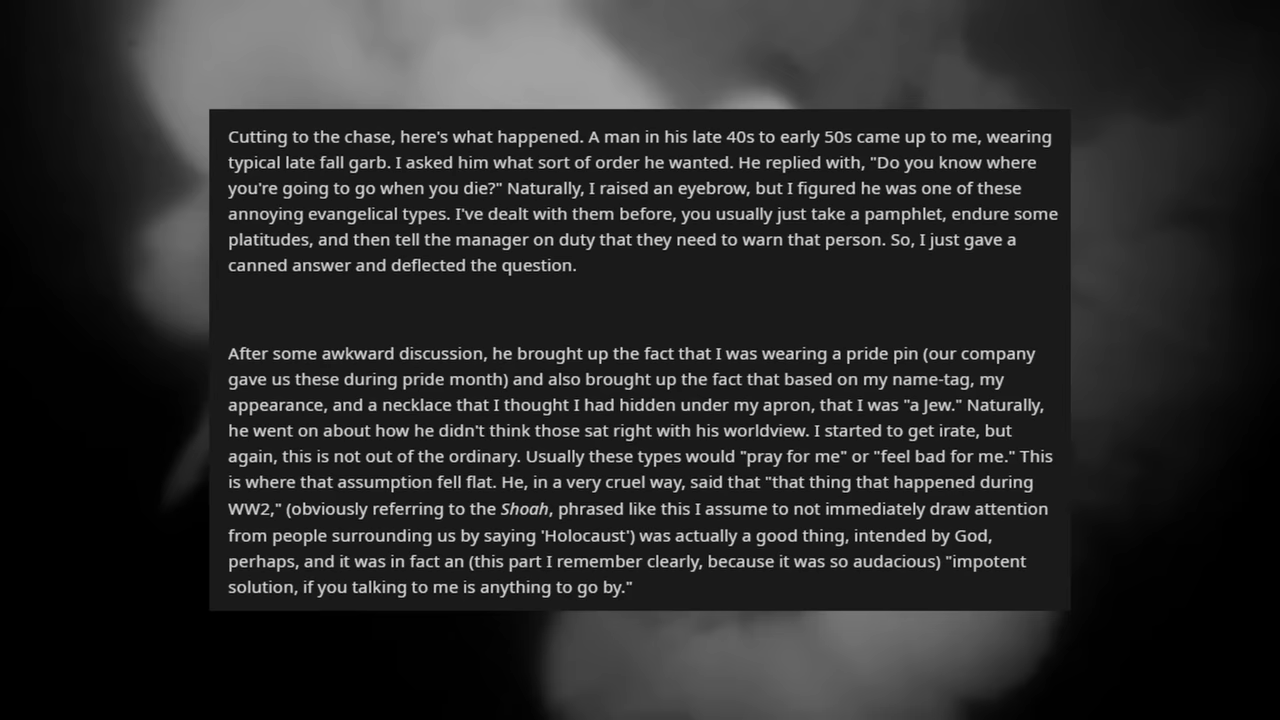 Cutting to the chase, here's what happened. A man in his late 40s to early 50s came up to me, wearing
typical late fall garb. I asked him what sort of order he wanted. He replied with, "Do you know where
you're going to go when you die?" Naturally, I raised an eyebrow, but I figured he was one of these
annoying evangelical types. I've dealt with them before, you usually just take a pamphlet, endure some
platitudes, and then tell the manager on duty that they need to warn that person. So, I just gave a
canned answer and deflected the question.
After some awkward discussion, he brought up the fact that I was wearing a pride pin (our company
gave us these during pride month) and also brought up the fact that based on my name-tag, my
appearance, and a necklace that I thought I had hidden under my apron, that I was "a Jew." Naturally,
he went on about how he didn't think those sat right with his worldview. I started to get irate, but
again, this is not out of the ordinary. Usually these types would "pray for me" or "feel bad for me." This
is where that assumption fell flat. He, in a very cruel way, said that "that thing that happened during
WW2," (obviously referring to the Shoah, phrased like this I assume to not immediately draw attention
from people surrounding us by saying 'Holocaust') was actually a good thing, intended by God,
perhaps, and it was in fact an (this part I remember clearly, because it was so audacious) "impotent
solution, if you talking to me is anything to go by."